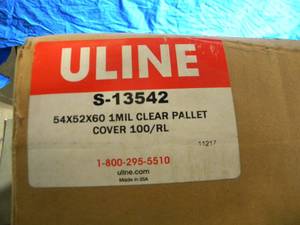 ULINE
S-13542
54X52X60 1MIL CLEAR PALLET
COVER 100/RL
11217
1-800-295-5510
uline.com
Made in USA